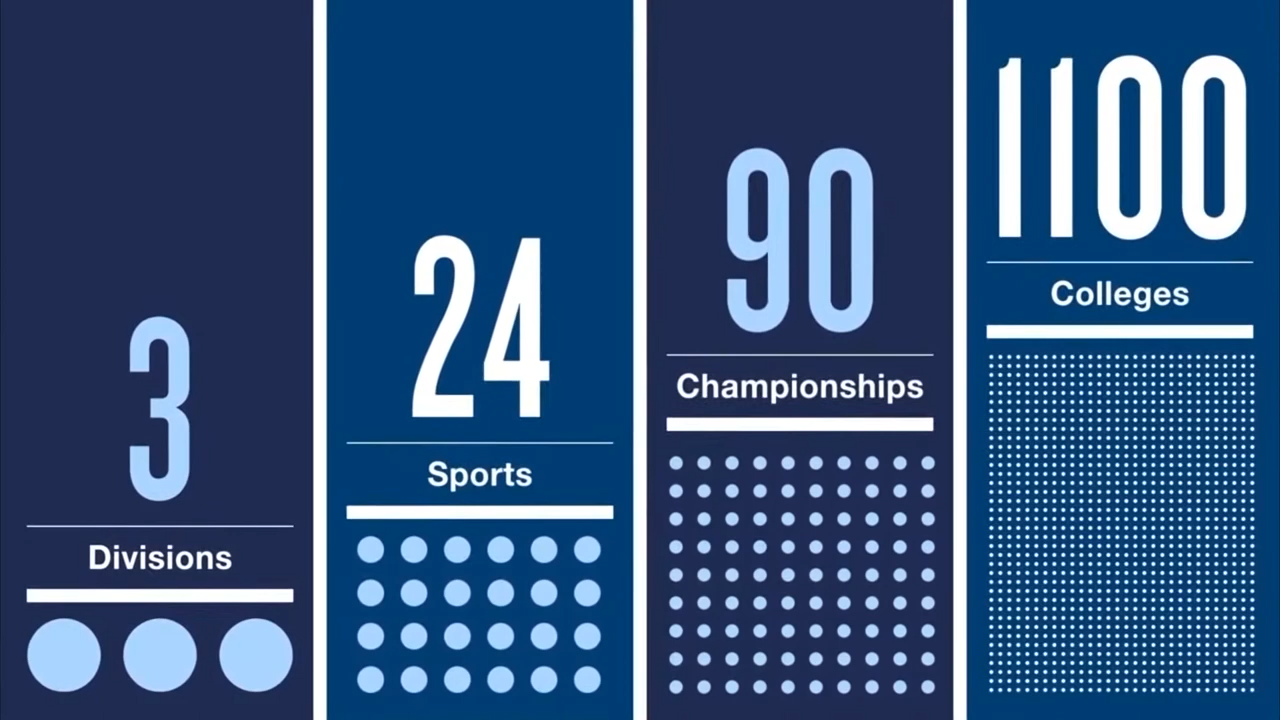 3
Divisions
24
Sports
90
Championships
1100
Colleges